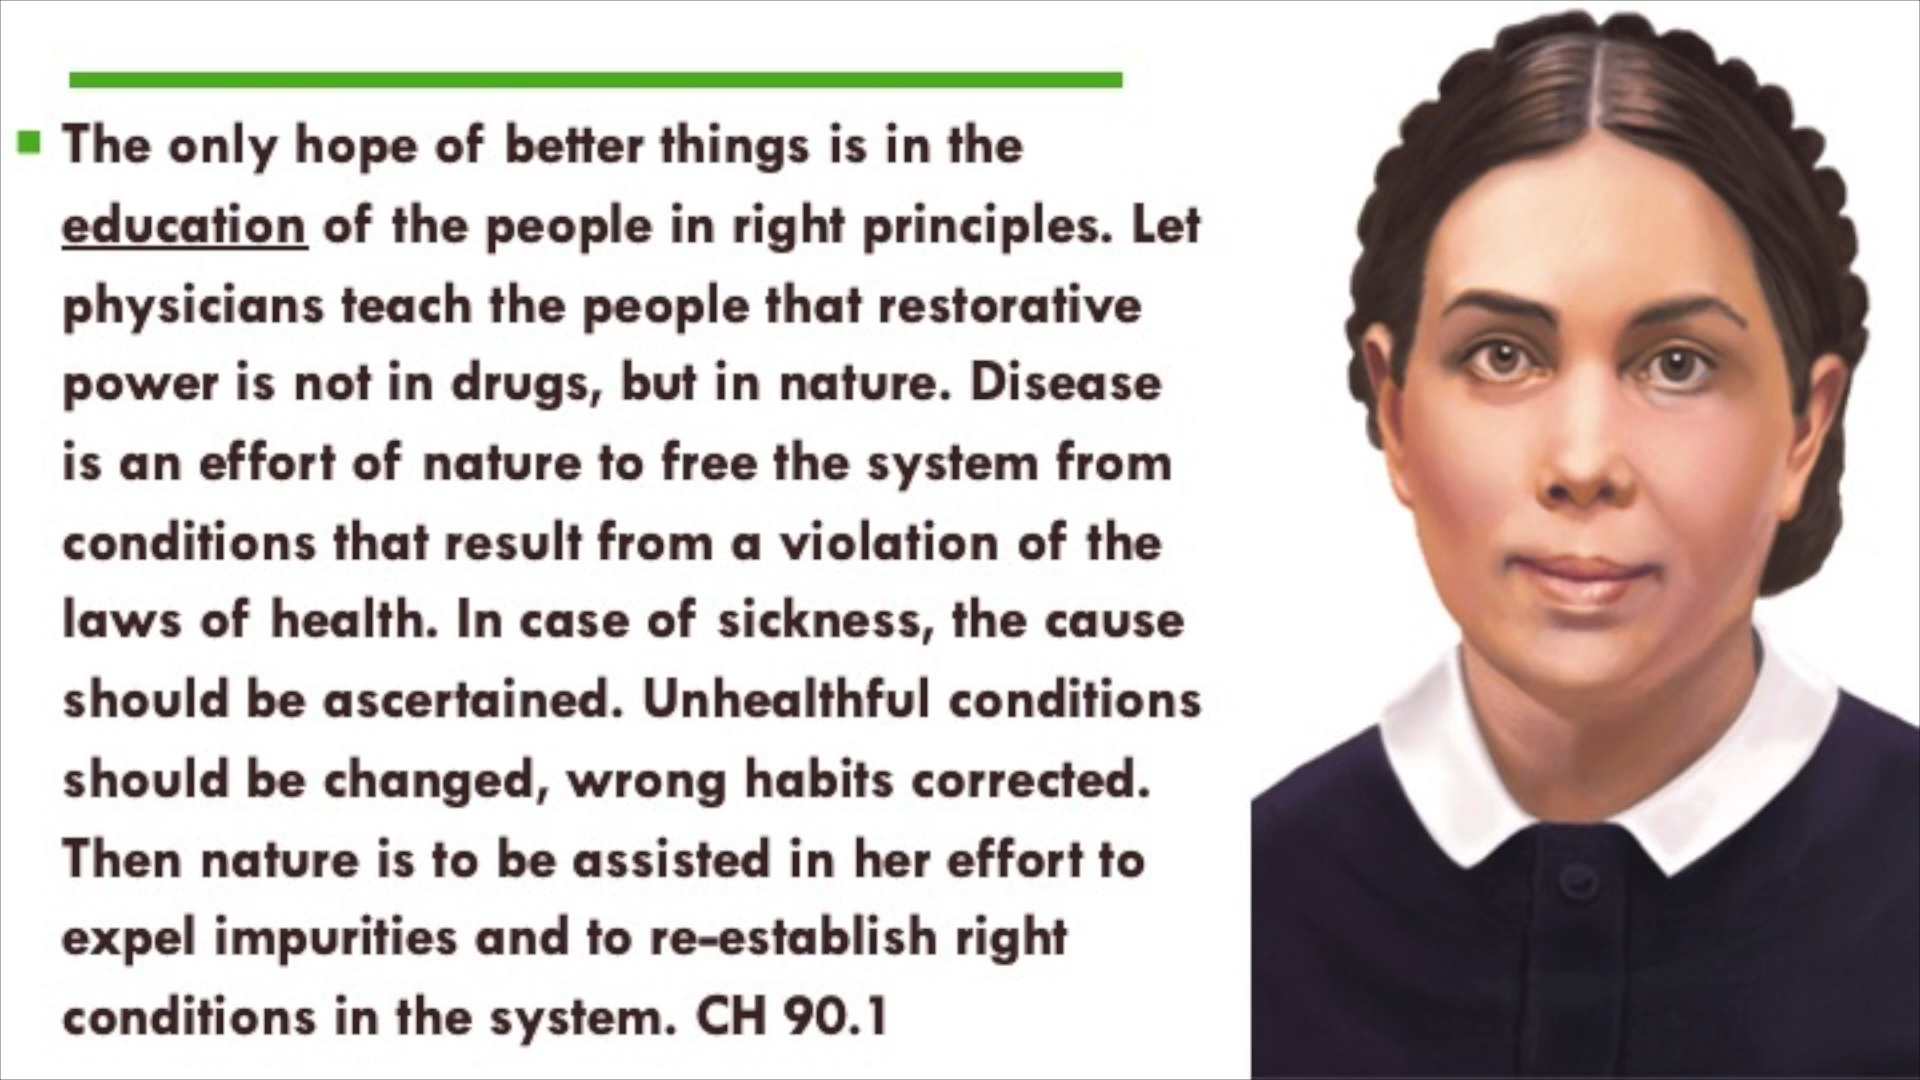 The only hope of better things is in the
education of the people in right principles. Let
physicians teach the people that restorative
power is not in drugs, but in nature. Disease
is an effort of nature to free the system from
conditions that result from a violation of the
laws of health. In case of sickness, the cause
should be ascertained. Unhealthful conditions
should be changed, wrong habits corrected.
Then nature is to be assisted in her effort to
expel impurities and to re-establish right
conditions in the system. CH 90.1